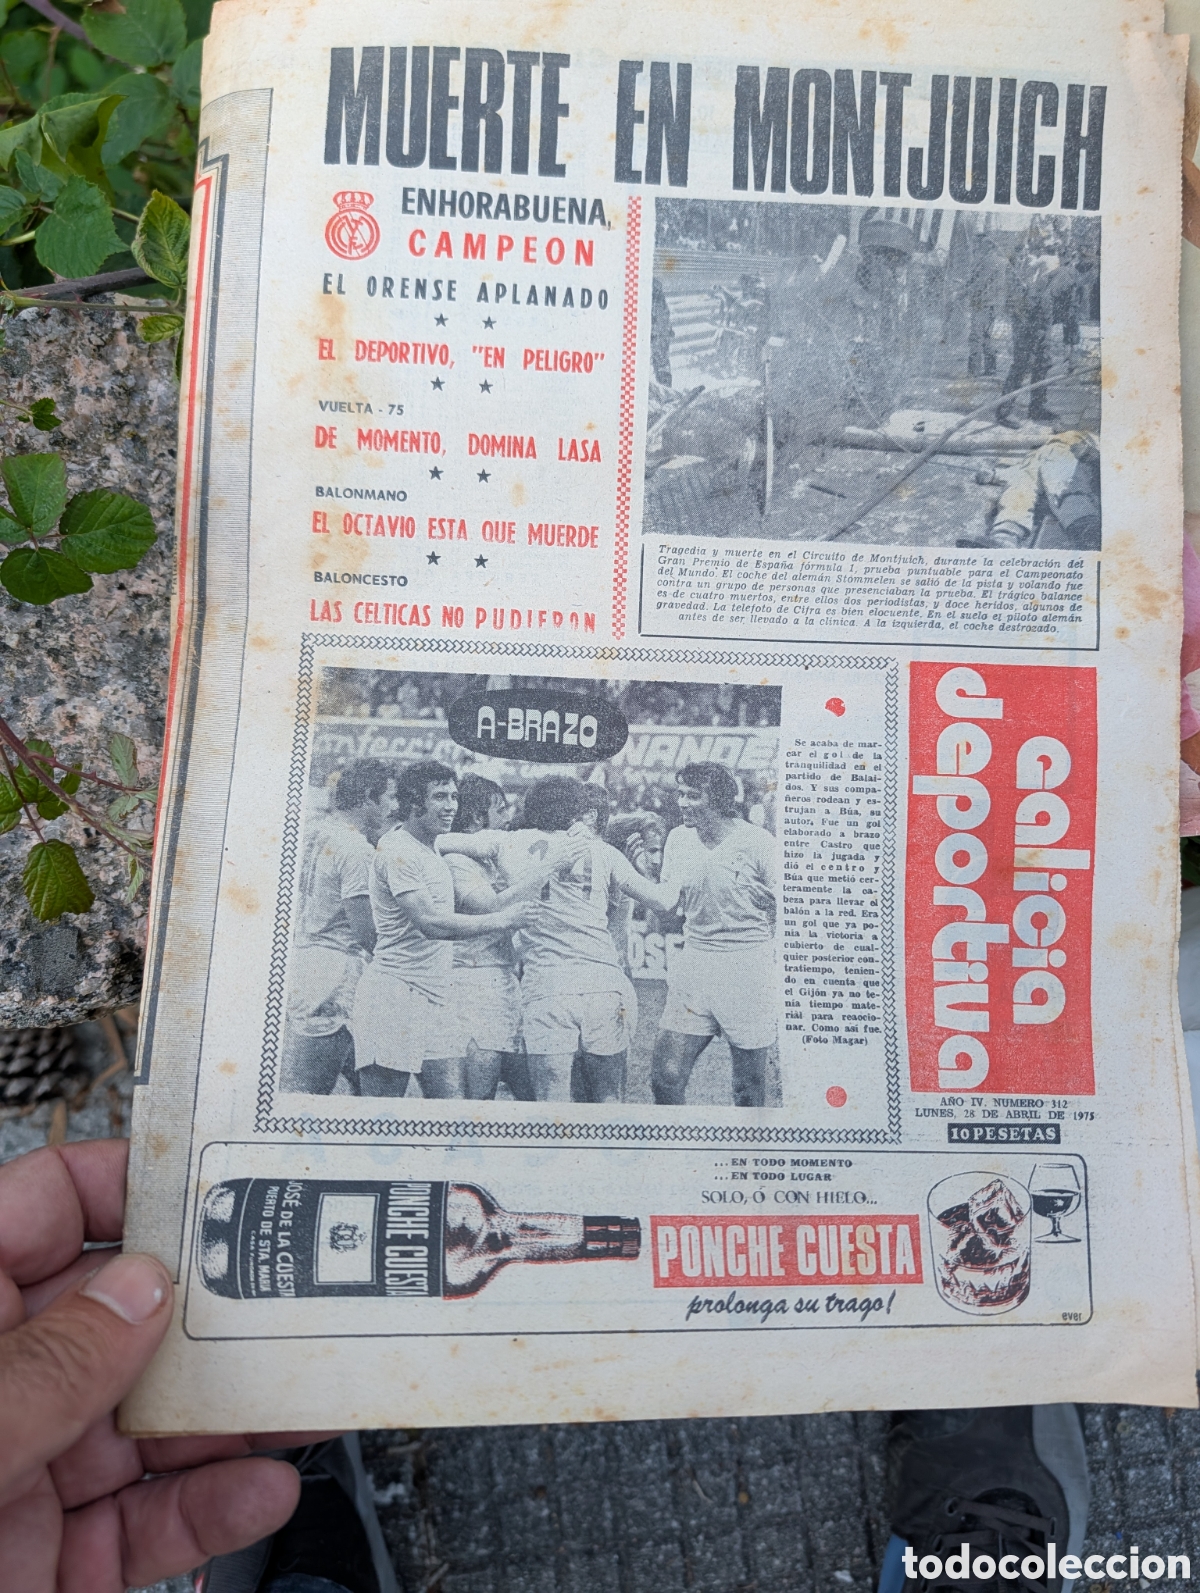 MUERTE EN MONTJUICH
ENHORABUENA,
CAMPEON
EL ORENSE APLANADO
EL DEPORTIVO, "EN PELIGRO"
VUELTA - 75
DE MOMENTO, DOMINA LASA
BALONMANO
EL OCTAVIO ESTA QUE MUERDE
BALONCESTO
LAS CELTICAS NO PUDIERON
Tragedia y muerte en el Circuito de Montjuich, durante la celebración del
Gran Premio de España fórmula I, prueba puntuable para el Campeonato
del Mundo. El coche del alemán Stommelen se salió de la pista y volando fue
contra un grupo de personas que presenciaban la prueba. El trágico balance
es de cuatro muertos, entre ellos dos periodistas, y doce heridos, algunos de
gravedad. La telefoto de Cifra es bien elocuente. En el suelo el piloto alemán
antes de ser llevado a la clínica. A la izquierda, el coche destrozado.
A-BRAZO
Se acaba de mar-
car el gol de la
tranquilidad en el
partido de Balaí-
dos. Y sus compa-
ñeros rodean y es-
trujan a Búa, su
autor. Fue un gol
elaborado a brazo
entre Castro que
hizo la jugada y
dió el centro y
Búa que metió cer-
teramente la ca-
beza para llevar el
balón a la red. Era
un gol que ya po-
nía la victoria a
cubierto de cual-
quier posterior con-
tratiempo, tenien-
do en cuenta que
el Gijón ya no te-
nía tiempo mate-
rial para reaccio-
nar. Como así fue.
(Foto Magar)
Galicia
Deportiva
AÑO IV. NUMERO 312
LUNES, 28 DE ABRIL DE 1975
10 PESETAS
...EN TODO MOMENTO
...EN TODO LUGAR
SOLO, Ó CON HIELO...
PONCHE CUESTA
prolonga su trago!
ever
PONCHE CUESTA
JOSÉ DE LA CUESTA
PUERTO DE STA. MARIA
todocoleccion